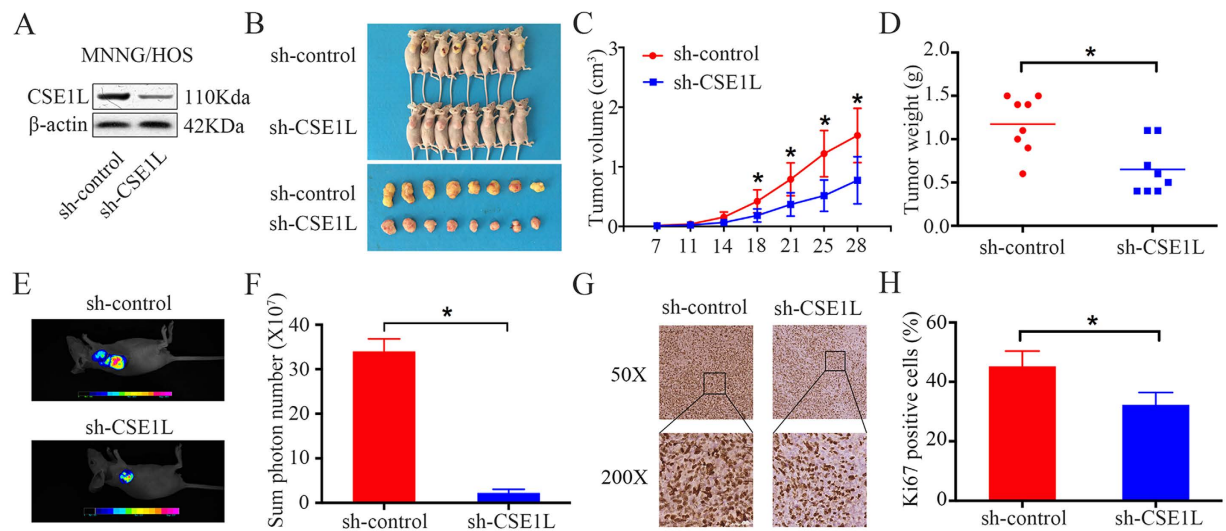 A
MNNG/HOS
CSE1L
110Kda
β-actin
42KDa
sh-control
sh-CSE1L
B
sh-control
sh-CSE1L
sh-control
sh-CSE1L
C
sh-control
sh-CSE1L
Tumor volume (cm³)
3
2
1
0
* * * *
7 11 14 18 21 25 28
D
*
Tumor weight (g)
2.0
1.5
1.0
0.5
0.0
sh-control sh-CSE1L
E
sh-control
sh-CSE1L
F
*
Sum photon number (X10⁷)
40
30
20
10
0
sh-control sh-CSE1L
G
sh-control sh-CSE1L
50X
200X
H
*
Ki67 positive cells (%)
60
40
20
0
sh-control sh-CSE1L